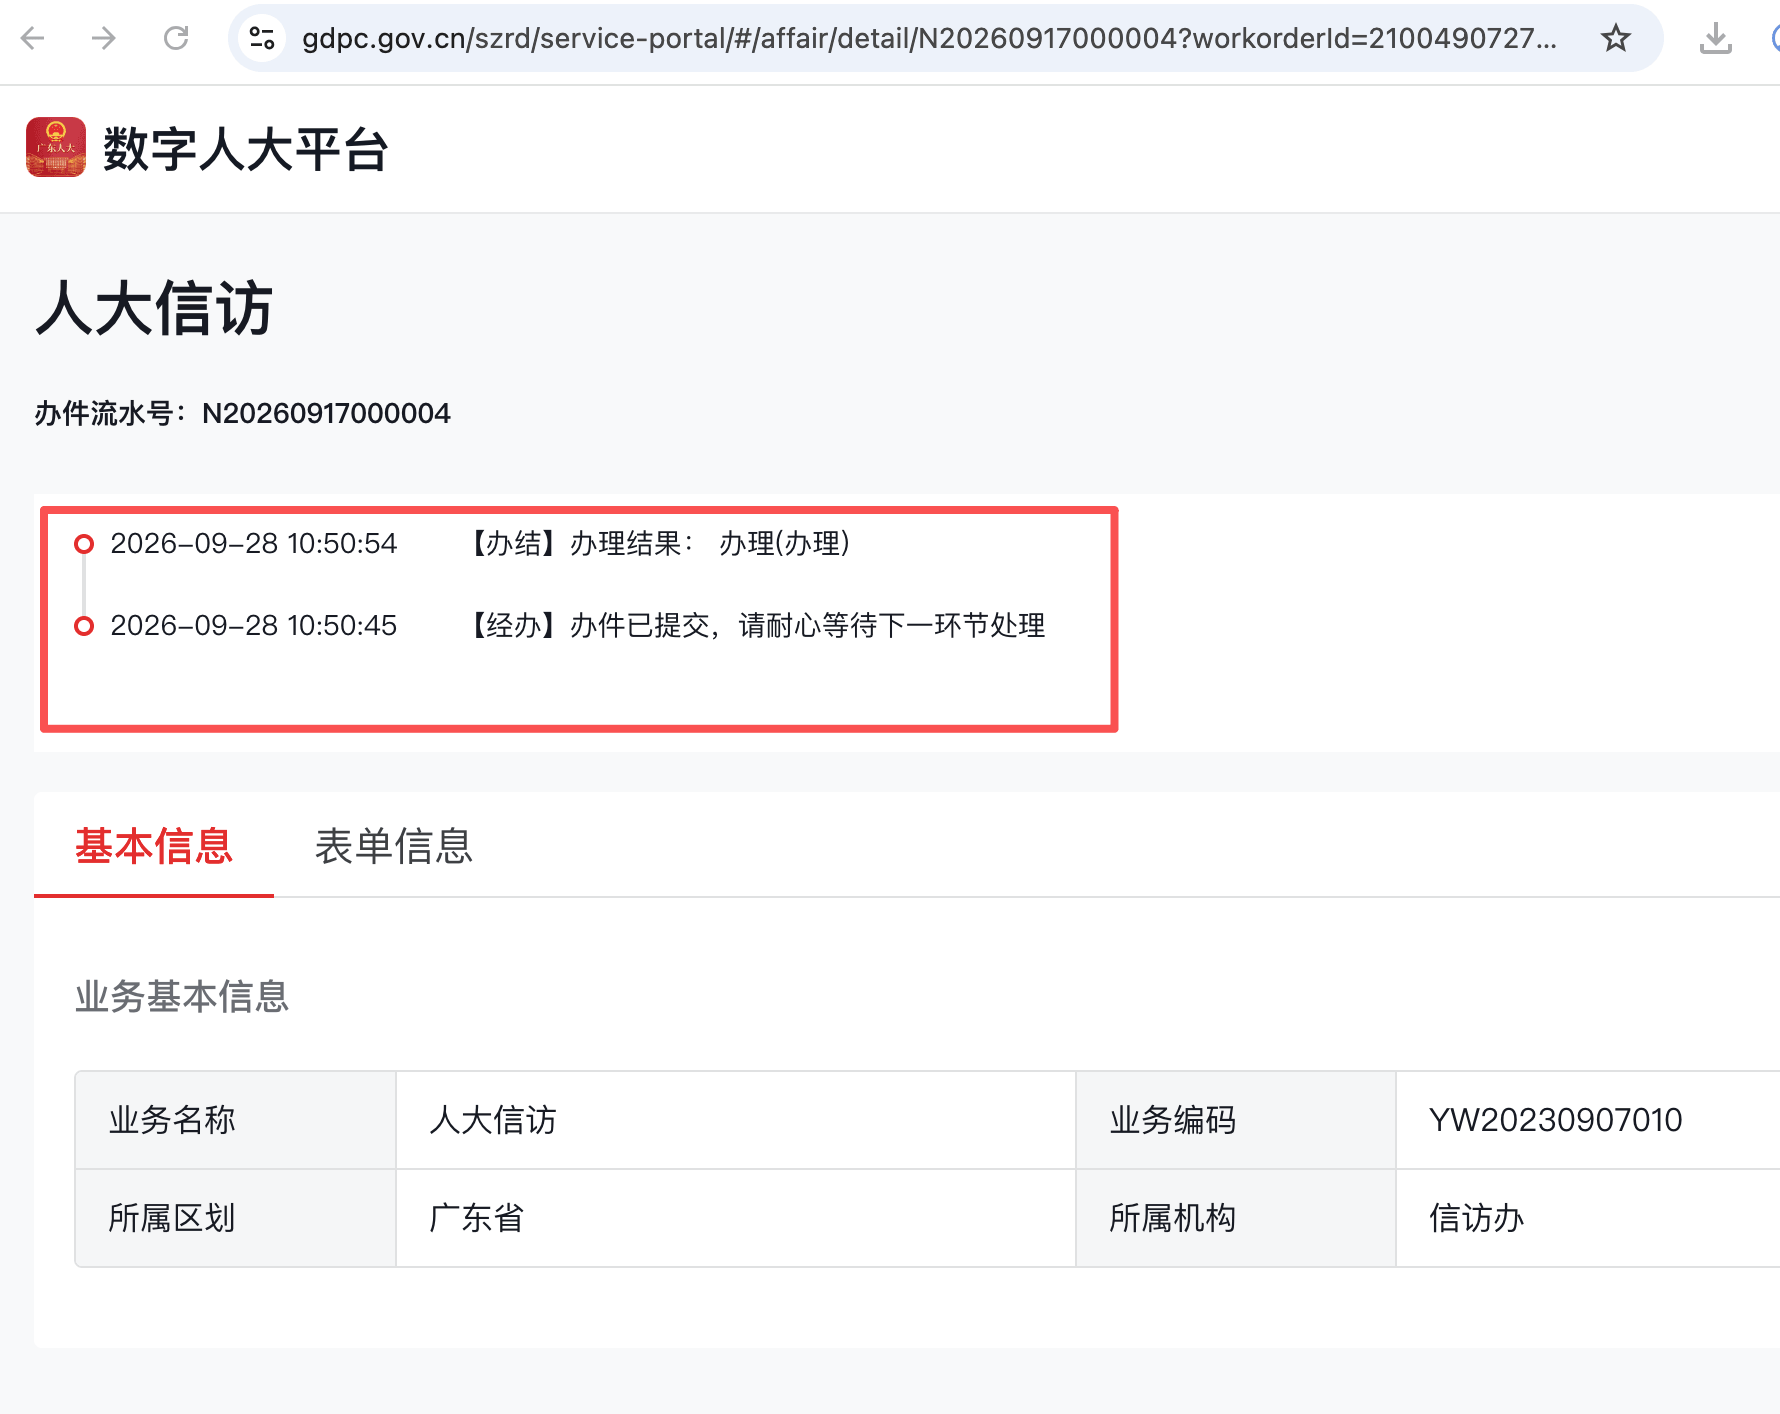 gdpc.gov.cn/szrd/service-portal/#/affair/detail/N20260917000004?workorderId=2100490727...
广东人大
数字人大平台
人大信访
办件流水号：N20260917000004
2026-09-28 10:50:54 【办结】办理结果： 办理(办理)
2026-09-28 10:50:45 【经办】办件已提交，请耐心等待下一环节处理
基本信息 表单信息
业务基本信息
业务名称 人大信访 业务编码 YW20230907010
所属区划 广东省 所属机构 信访办